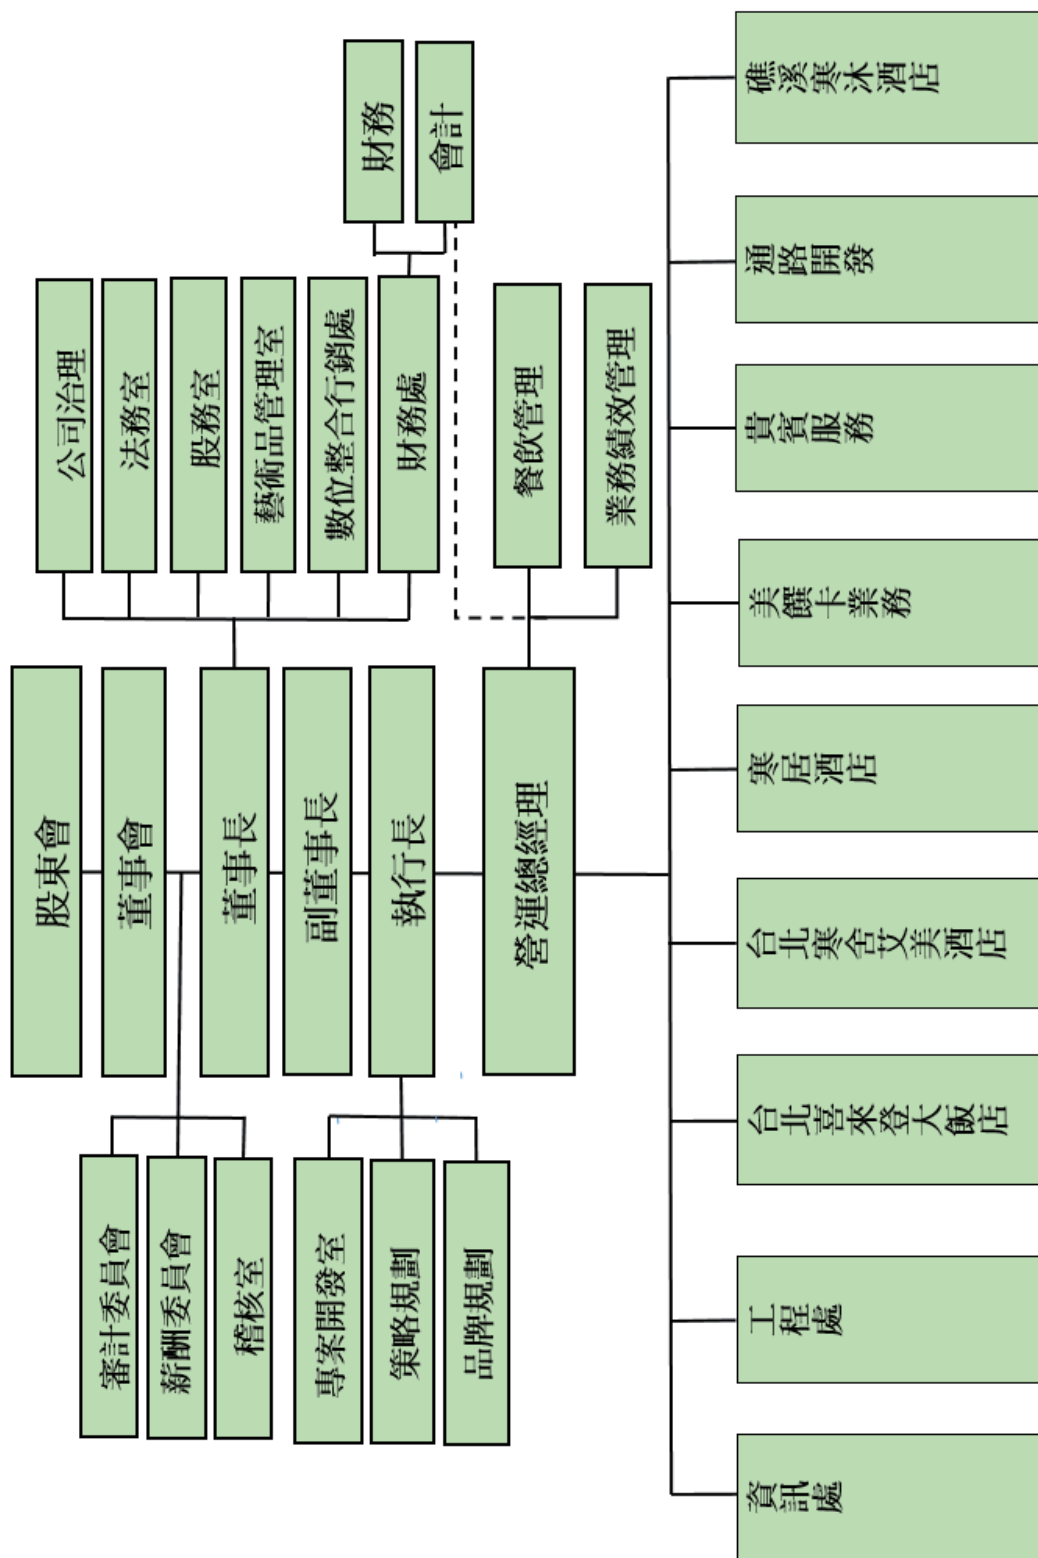 股東會
董事會
審計委員會
薪酬委員會
稽核室
董事長
公司治理
法務室
股務室
藝術品管理室
數位整合行銷處
財務處
財務
會計
副董事長
執行長
專案開發室
策略規劃
品牌規劃
營運總經理
餐飲管理
業務績效管理
資訊處
工程處
台北喜來登大飯店
台北寒舍艾美酒店
寒居酒店
美饌卡業務
貴賓服務
通路開發
礁溪寒沐酒店